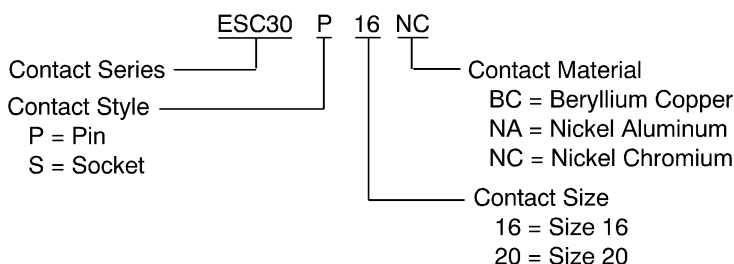 ESC30 P 16 NC
Contact Series
Contact Style
P = Pin
S = Socket
Contact Material
BC = Beryllium Copper
NA = Nickel Aluminum
NC = Nickel Chromium
Contact Size
16 = Size 16
20 = Size 20